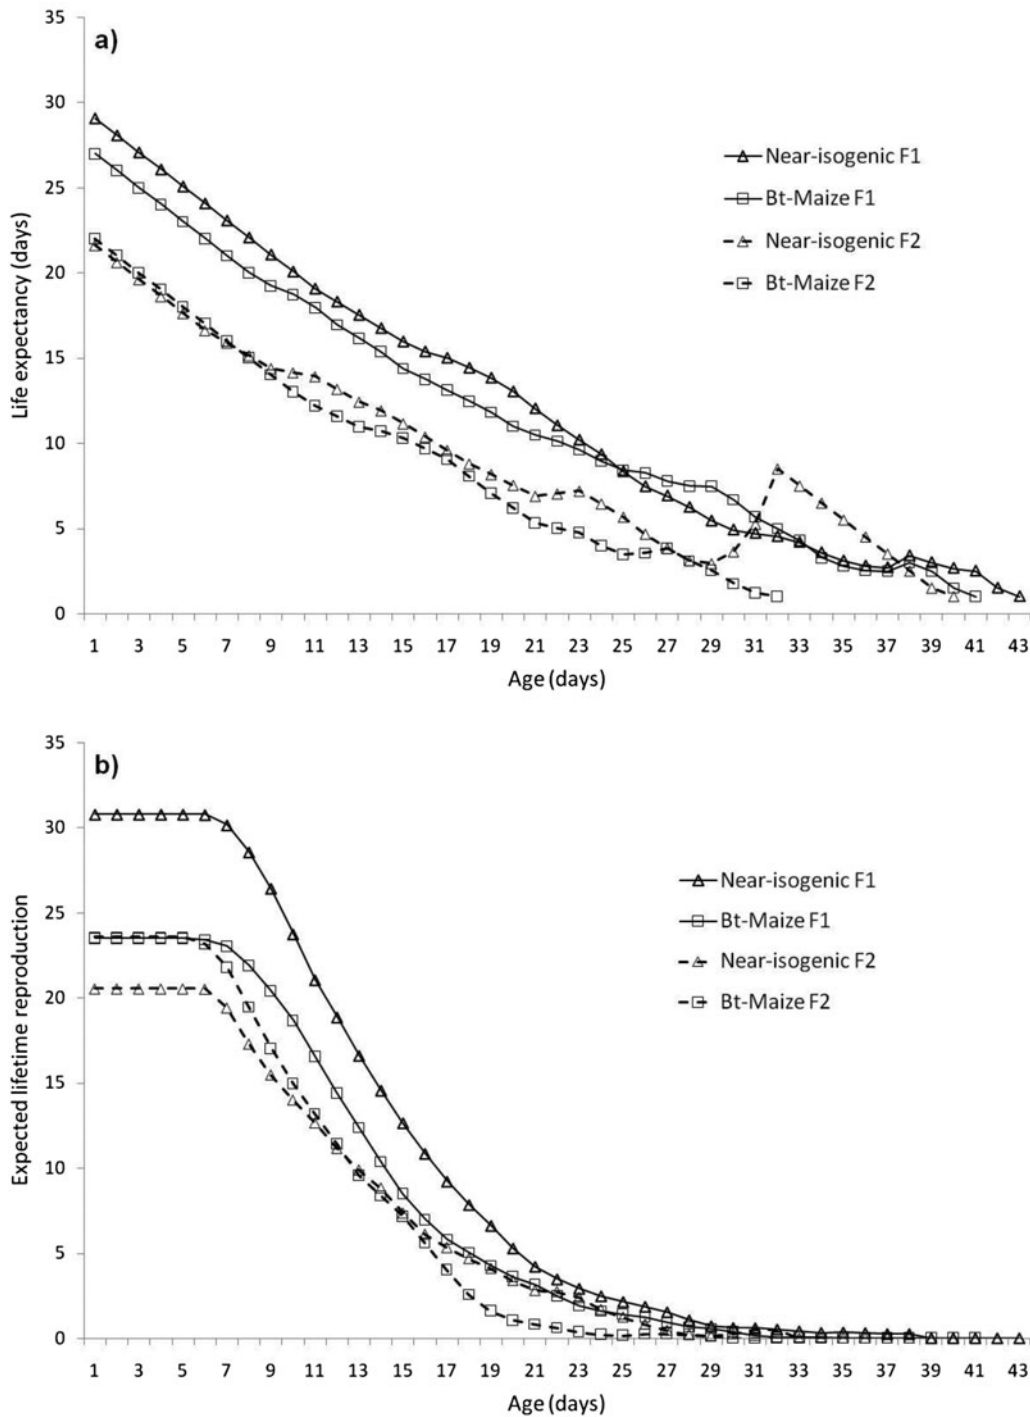 a)
35
30
25
20
15
10
5
0
Life expectancy (days)
Near-isogenic F1
Bt-Maize F1
Near-isogenic F2
Bt-Maize F2
1 3 5 7 9 11 13 15 17 19 21 23 25 27 29 31 33 35 37 39 41 43
Age (days)
b)
35
30
25
20
15
10
5
0
Expected lifetime reproduction
Near-isogenic F1
Bt-Maize F1
Near-isogenic F2
Bt-Maize F2
1 3 5 7 9 11 13 15 17 19 21 23 25 27 29 31 33 35 37 39 41 43
Age (days)